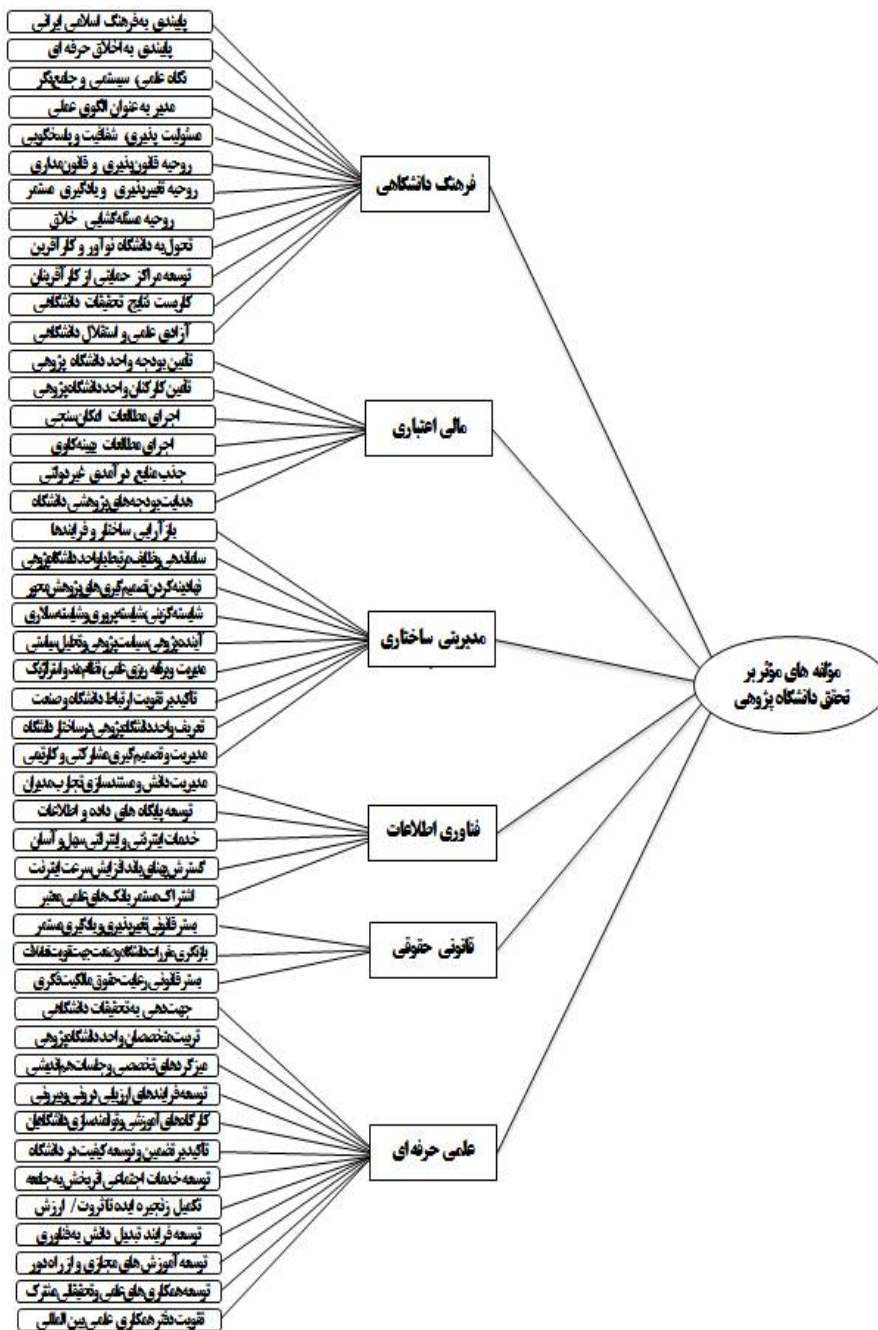 مؤلفه های مؤثر بر
تحقق دانشگاه پژوهی
فرهنگ دانشگاهی
پایبندی به فرهنگ اسلامی ایرانی
پایبندی به اخلاق حرفه ای
نگاه علمی، سیستمی و جامع‌نگر
مدیر به عنوان الگوی عملی
مسئولیت پذیری، شفافیت و پاسخگویی
روحیه قانون‌پذیری و قانون‌مداری
روحیه تغییرپذیری و یادگیری مستمر
روحیه مسئله‌گشایی خلاق
تحول به دانشگاه نوآور و کارآفرین
توسعه مراکز حمایتی از کارآفرینان
کاربست نتایج تحقیقات دانشگاهی
آزادی علمی و استقلال دانشگاهی
مالی اعتباری
تأمین بودجه واحد دانشگاه پژوهی
تأمین کارکنان واحد دانشگاه‌پژوهی
اجرای مطالعات امکان‌سنجی
اجرای مطالعات بهینه‌کاوی
جذب منابع درآمدی غیردولتی
هدایت بودجه‌های پژوهشی دانشگاه
مدیریتی ساختاری
بازآرایی ساختار و فرایندها
ساماندهی وظایف مرتبط با واحد دانشگاه‌پژوهی
نهادینه کردن تصمیم‌گیری‌های پژوهش‌محور
شایسته‌گزینی، شایسته‌پروری و شایسته‌سالاری
آینده‌پژوهی، سیاست‌پژوهی و تحلیل سیاستی
مدیریت و برنامه ریزی علمی، نظام‌مند و استراتژیک
تأکید بر تقویت ارتباط دانشگاه و صنعت
تعریف واحد دانشگاه‌پژوهی در ساختار دانشگاه
مدیریت و تصمیم‌گیری مشارکتی و کارتیمی
فناوری اطلاعات
مدیریت دانش و مستندسازی تجارب مدیران
توسعه پایگاه های داده و اطلاعات
خدمات اینترنتی و اینترانتی سهل و آسان
گسترش پهنای باند افزایش سرعت اینترنت
اشتراک مستمر بانک‌های علمی معتبر
قانونی حقوقی
بستر قانونی تغییرپذیری و یادگیری مستمر
بازنگری مقررات دانشگاه و صنعت جهت تقویت تعاملات
بستر قانونی رعایت حقوق مالکیت فکری
علمی حرفه ای
جهت‌دهی به تحقیقات دانشگاهی
تربیت متخصصان واحد دانشگاه‌پژوهی
میزگردهای تخصصی و جلسات هم‌اندیشی
توسعه فرایندهای ارزیابی درونی و بیرونی
کارگاه‌های آموزشی و توانمندسازی دانشگاهیان
تأکید بر تضمین و توسعه کیفیت در دانشگاه
توسعه خدمات اجتماعی اثربخش به جامعه
تکمیل زنجیره ایده تا ثروت / ارزش
توسعه فرایند تبدیل دانش به فناوری
توسعه آموزش های مجازی و از راه دور
توسعه همکاری های علمی و تحقیقاتی مشترک
تقویت دفتر همکاری علمی بین المللی